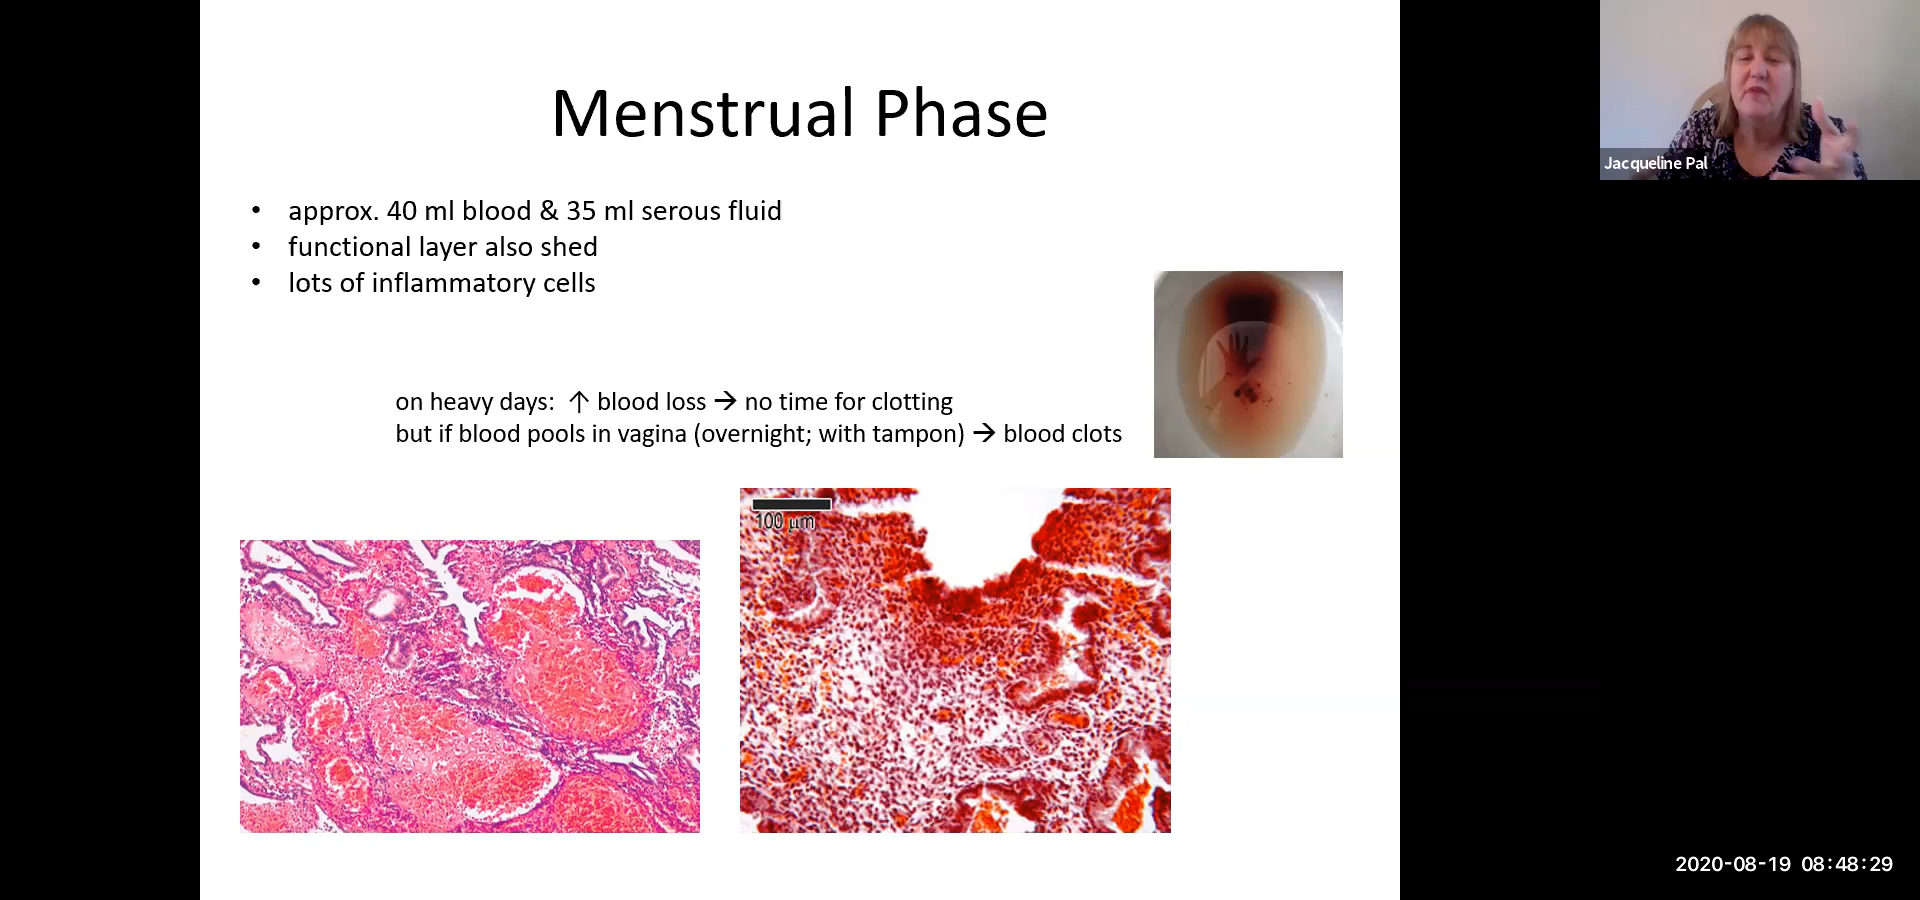 Menstrual Phase
• approx. 40 ml blood & 35 ml serous fluid
• functional layer also shed
• lots of inflammatory cells
on heavy days: ↑ blood loss → no time for clotting
but if blood pools in vagina (overnight; with tampon) → blood clots
100 µm
Jacqueline Pal
2020-08-19 08:48:29